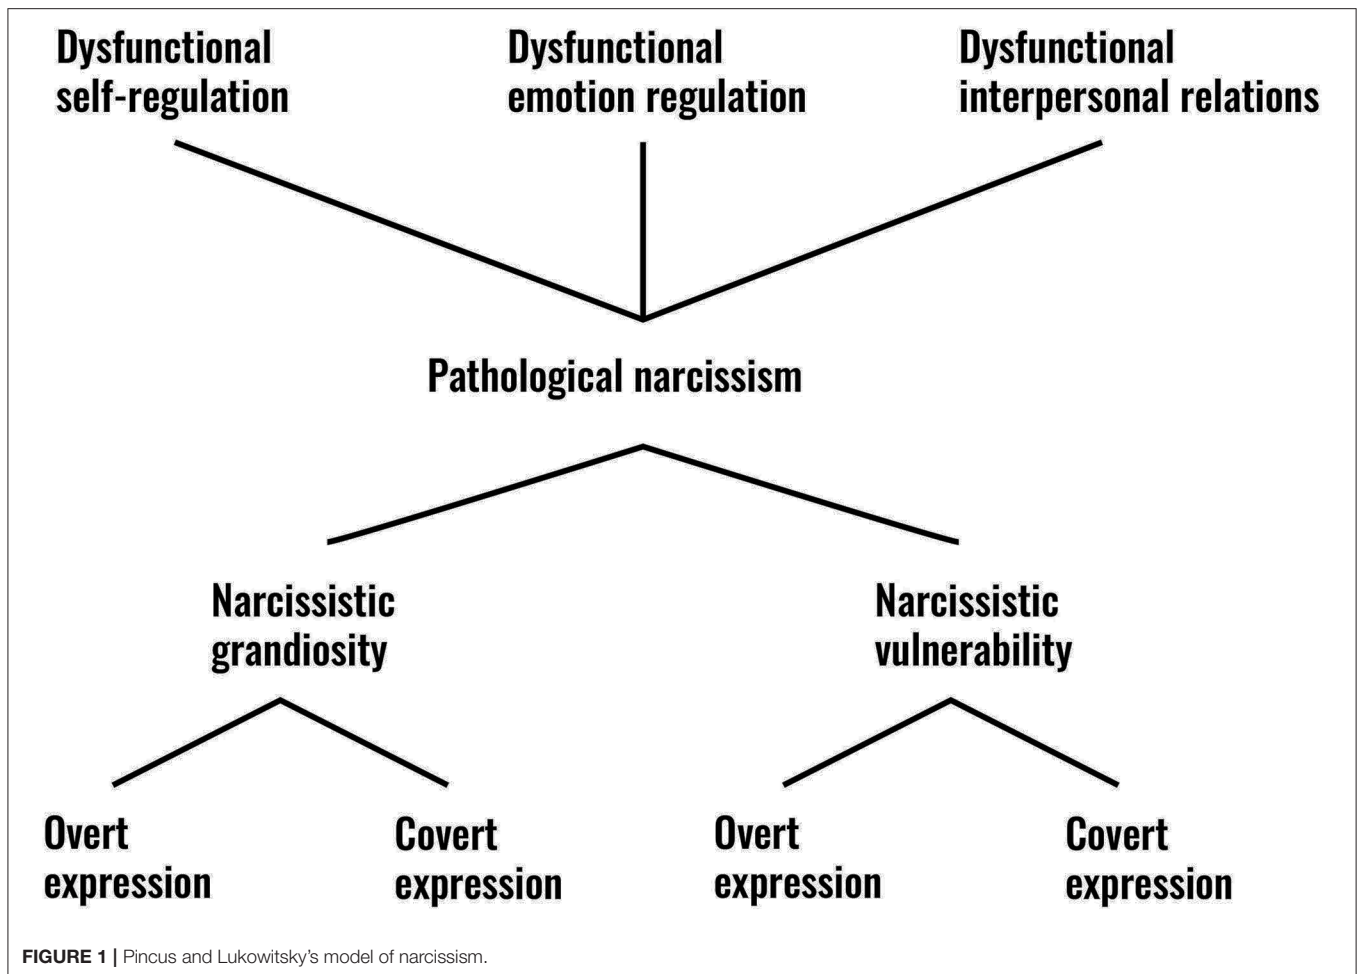 Dysfunctional
self-regulation
Dysfunctional
emotion regulation
Dysfunctional
interpersonal relations
Pathological narcissism
Narcissistic
grandiosity
Narcissistic
vulnerability
Overt
expression
Covert
expression
Overt
expression
Covert
expression
FIGURE 1 | Pincus and Lukowitsky's model of narcissism.